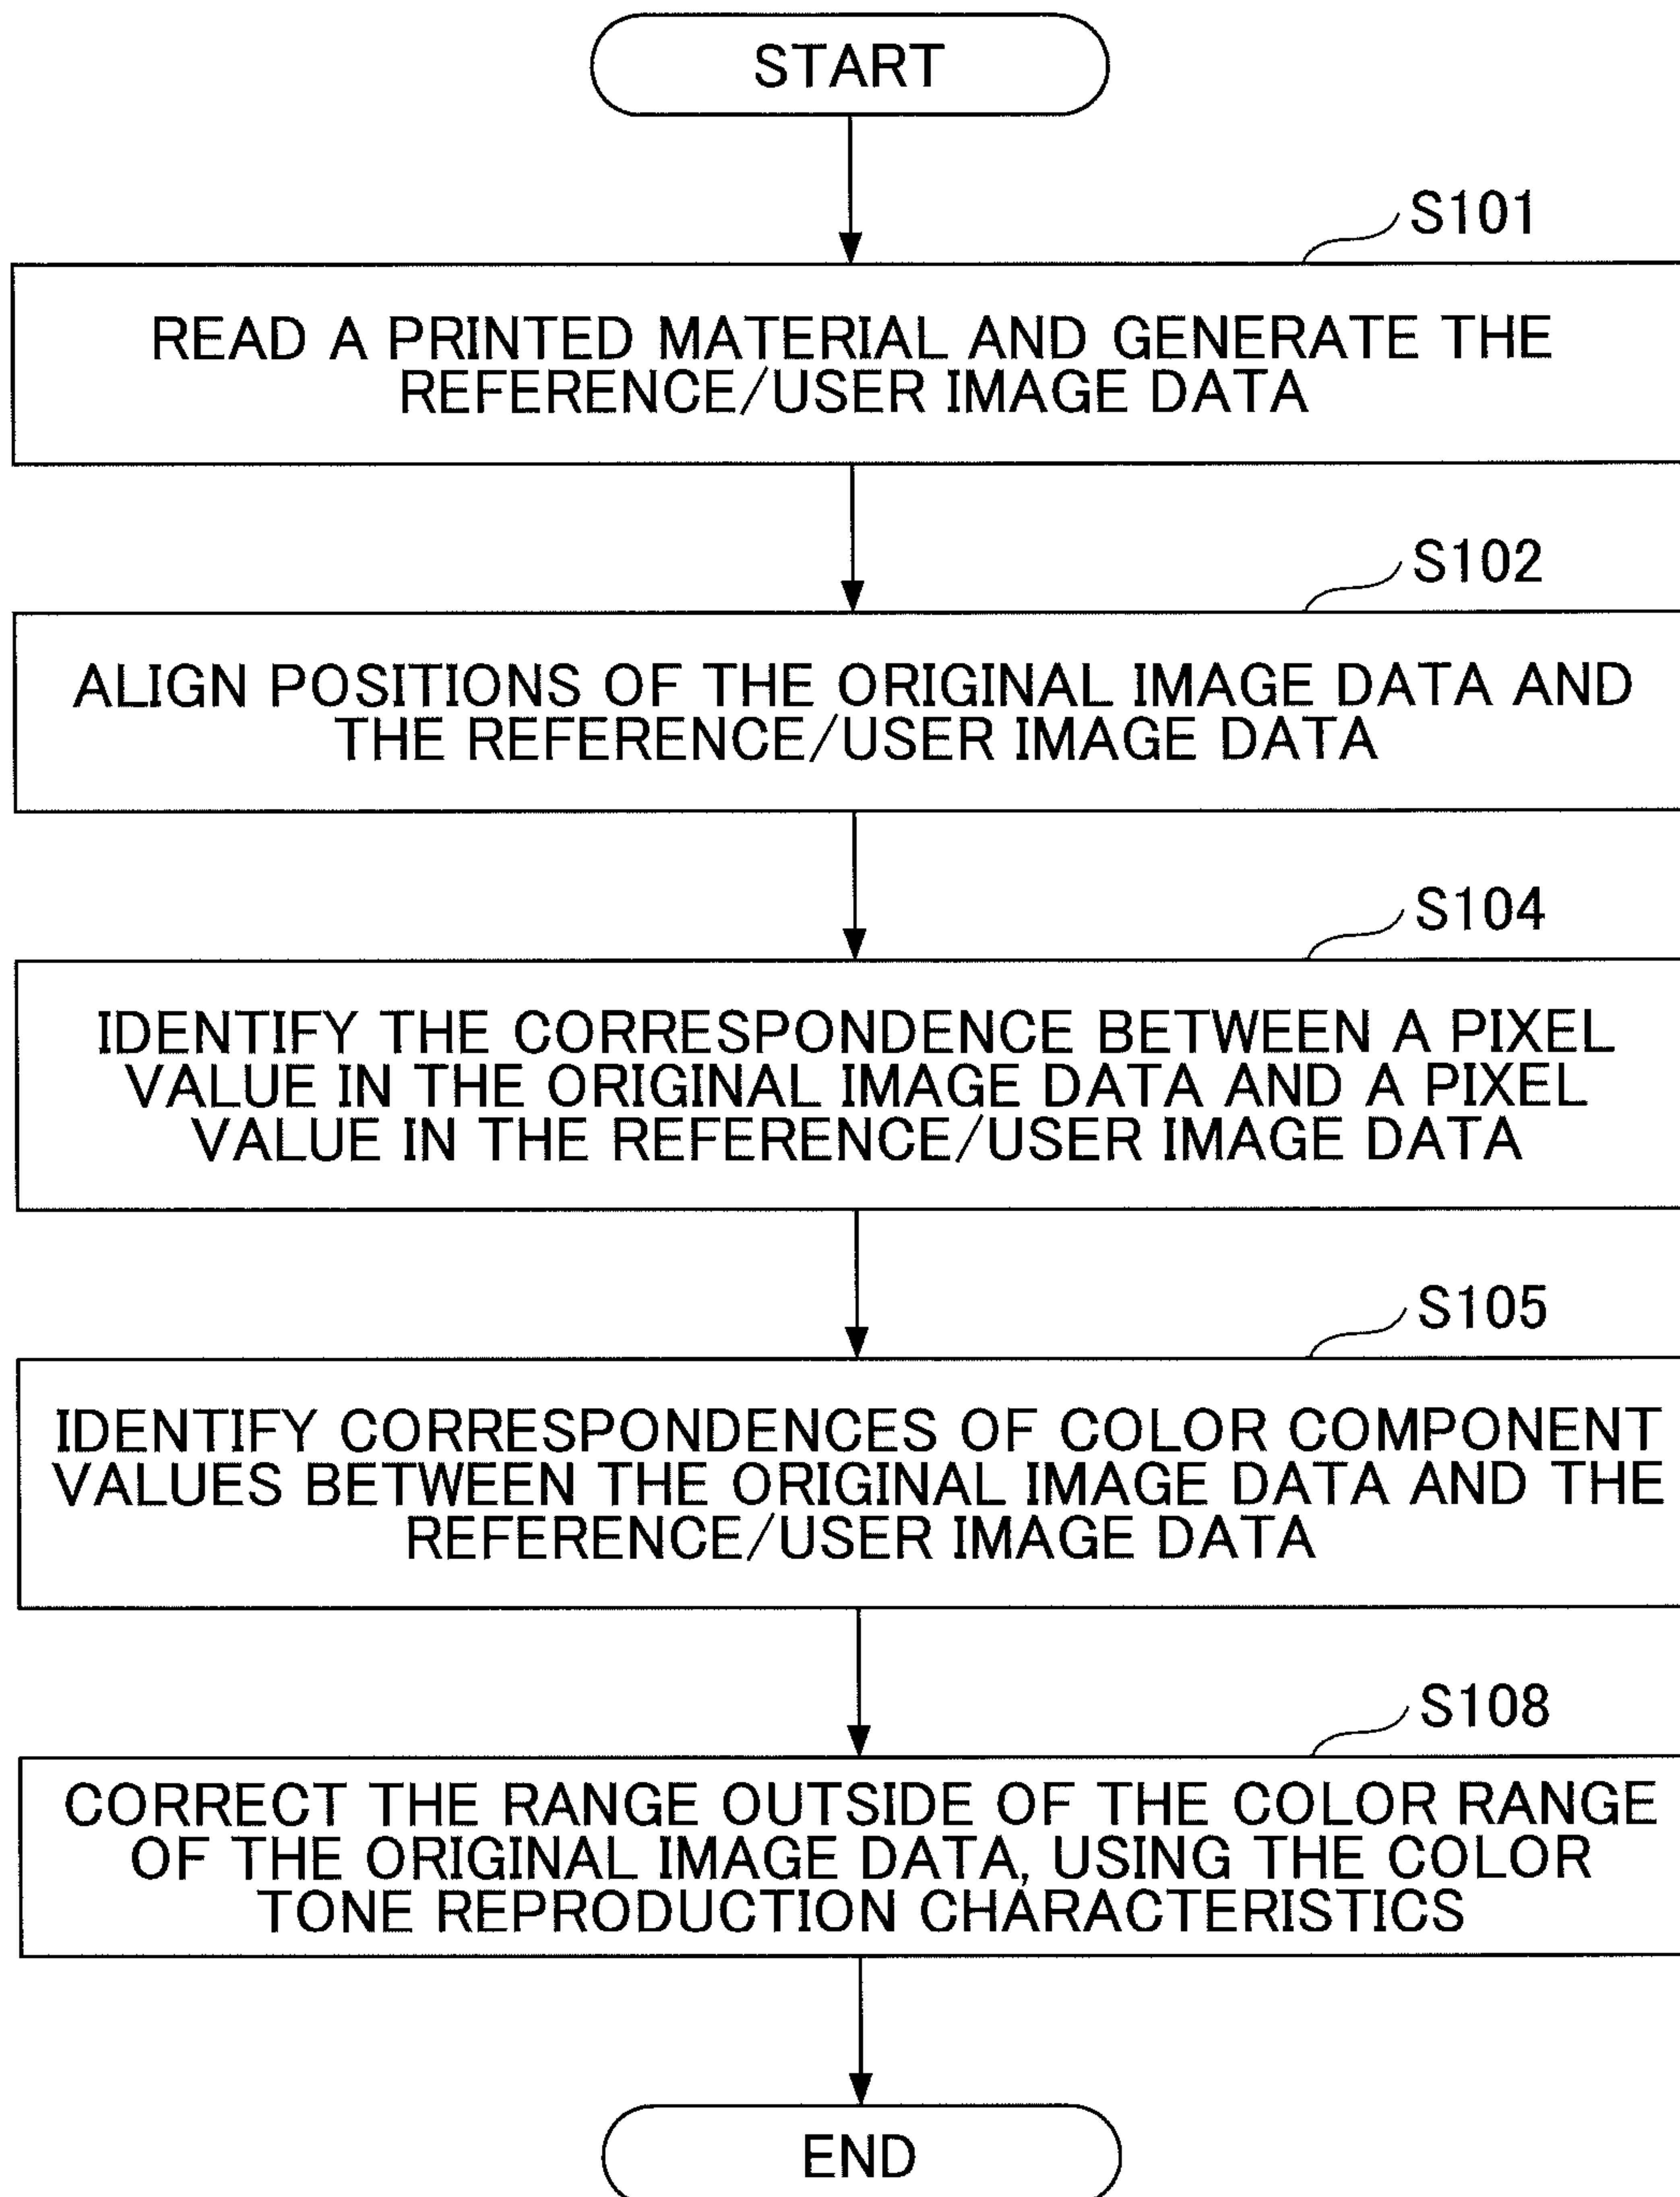 START
S101
READ A PRINTED MATERIAL AND GENERATE THE
REFERENCE/USER IMAGE DATA
S102
ALIGN POSITIONS OF THE ORIGINAL IMAGE DATA AND
THE REFERENCE/USER IMAGE DATA
S104
IDENTIFY THE CORRESPONDENCE BETWEEN A PIXEL
VALUE IN THE ORIGINAL IMAGE DATA AND A PIXEL
VALUE IN THE REFERENCE/USER IMAGE DATA
S105
IDENTIFY CORRESPONDENCES OF COLOR COMPONENT
VALUES BETWEEN THE ORIGINAL IMAGE DATA AND THE
REFERENCE/USER IMAGE DATA
S108
CORRECT THE RANGE OUTSIDE OF THE COLOR RANGE
OF THE ORIGINAL IMAGE DATA, USING THE COLOR
TONE REPRODUCTION CHARACTERISTICS
END